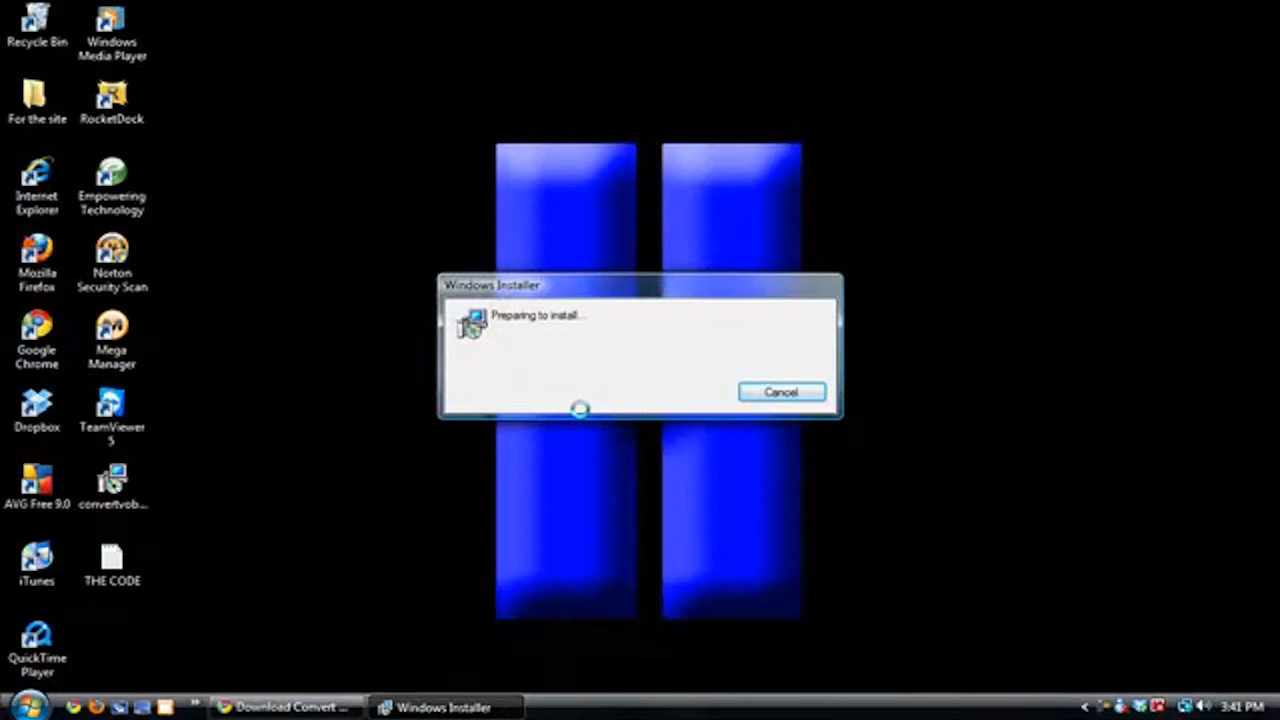 Recycle Bin
Windows
Media Player
For the site
RocketDock
Internet
Explorer
Empowering
Technology
Mozilla
Firefox
Norton
Security Scan
Google
Chrome
Mega
Manager
Dropbox
TeamViewer
5
AVG Free 9.0
convertvob...
iTunes
THE CODE
QuickTime
Player
Windows Installer
Preparing to install...
Cancel
Download Convert ...
Windows Installer
3:41 PM